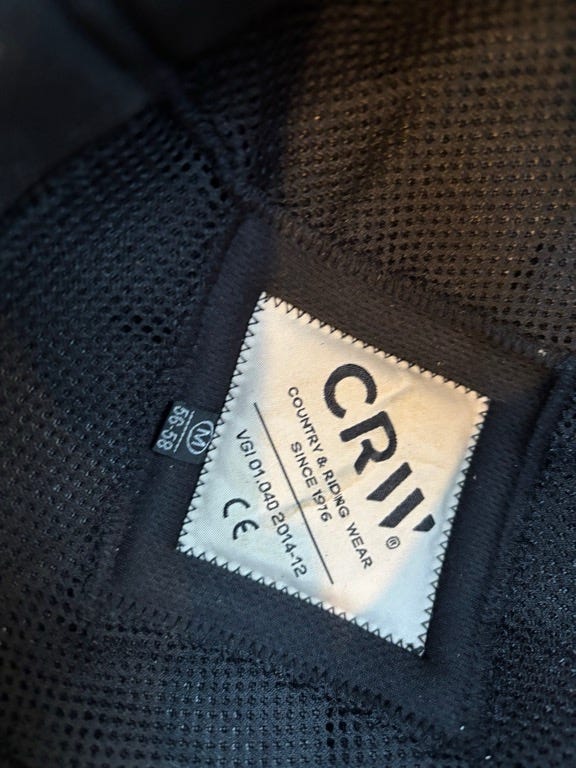 CRW®
COUNTRY & RIDING WEAR
SINCE 1976
VG1 01.040 2014-12
CE
M
56-58